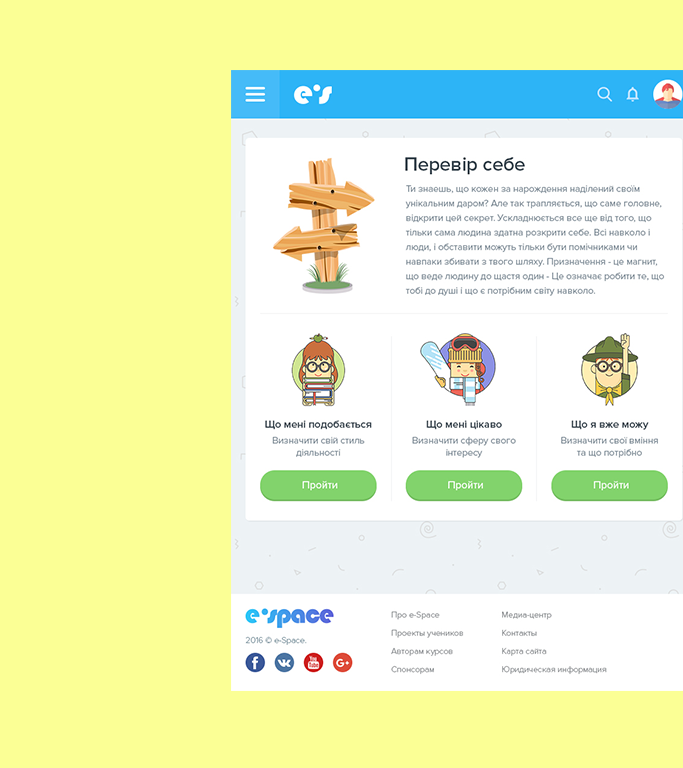 e's
Перевір себе
Ти знаєшь, що кожен за нарождення наділений своїм
унікальним даром? Але так трапляється, що саме головне,
відкрити цей секрет. Ускладнюється все ще від того, що
тільки сама людина здатна розкрити себе. Всі навколо і
люди, і обставити можуть тільки бути помічниками чи
навпаки збивати з твого шляху. Призначення - це магнит,
що веде людину до щастя один - Це означає робити те, що
тобі до душі і що є потрібним світу навколо.
Що мені подобається
Визначити свій стиль
діяльності
Пройти
Що мені цікаво
Визначити сферу свого
інтересу
Пройти
Що я вже можу
Визначити свої вміння
та що потрібно
Пройти
e-space
2016 © e-Space.
Про e-Space
Проекты учеников
Авторам курсов
Спонсорам
Медиа-центр
Контакты
Карта сайта
Юридическая информация
f
You
Tube
G+